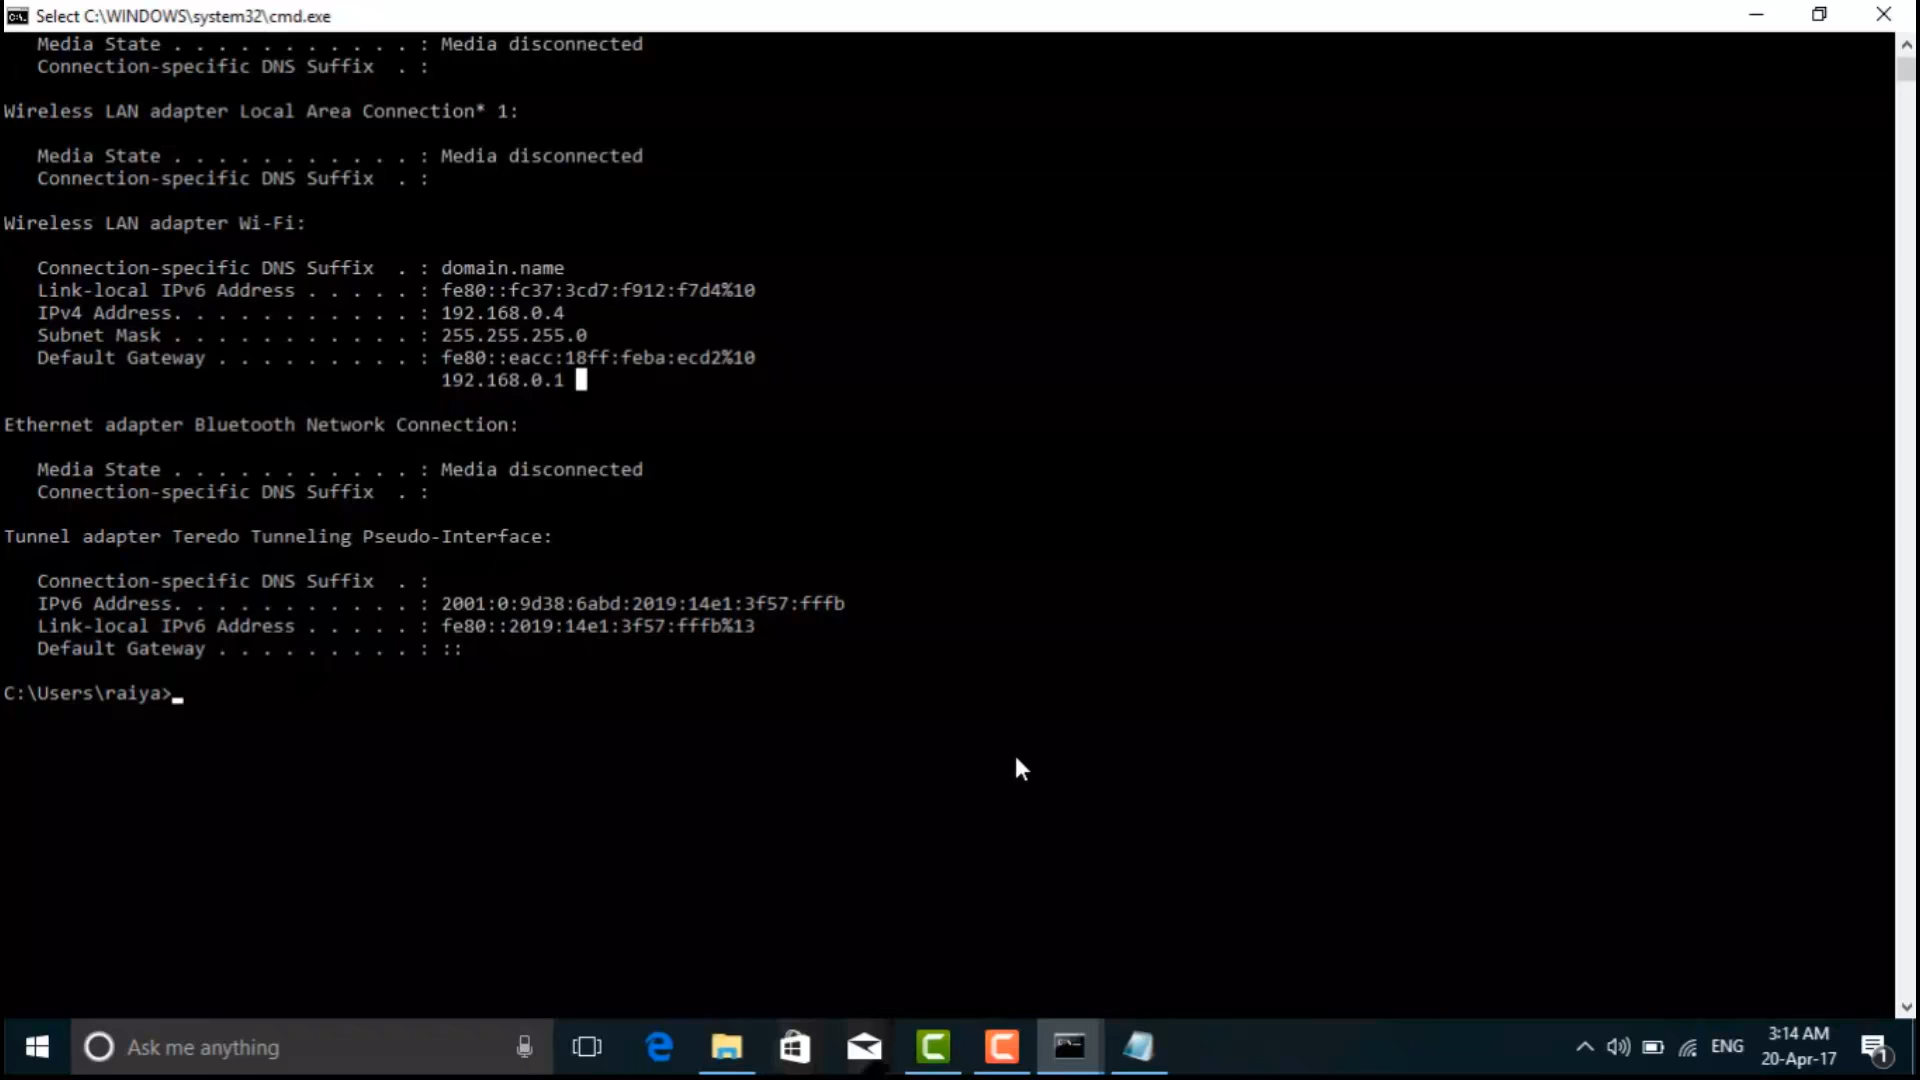 Select C:\WINDOWS\system32\cmd.exe
Media State . . . . . . . . . . . : Media disconnected
Connection-specific DNS Suffix  . :
Wireless LAN adapter Local Area Connection* 1:
Media State . . . . . . . . . . . : Media disconnected
Connection-specific DNS Suffix  . :
Wireless LAN adapter Wi-Fi:
Connection-specific DNS Suffix  . : domain.name
Link-local IPv6 Address . . . . . : fe80::fc37:3cd7:f912:f7d4%10
IPv4 Address. . . . . . . . . . . : 192.168.0.4
Subnet Mask . . . . . . . . . . . : 255.255.255.0
Default Gateway . . . . . . . . . : fe80::eacc:18ff:feba:ecd2%10
192.168.0.1
Ethernet adapter Bluetooth Network Connection:
Media State . . . . . . . . . . . : Media disconnected
Connection-specific DNS Suffix  . :
Tunnel adapter Teredo Tunneling Pseudo-Interface:
Connection-specific DNS Suffix  . :
IPv6 Address. . . . . . . . . . . : 2001:0:9d38:6abd:2019:14e1:3f57:fffb
Link-local IPv6 Address . . . . . : fe80::2019:14e1:3f57:fffb%13
Default Gateway . . . . . . . . . : ::
C:\Users\raiya>
Ask me anything
ENG
3:14 AM
20-Apr-17
1